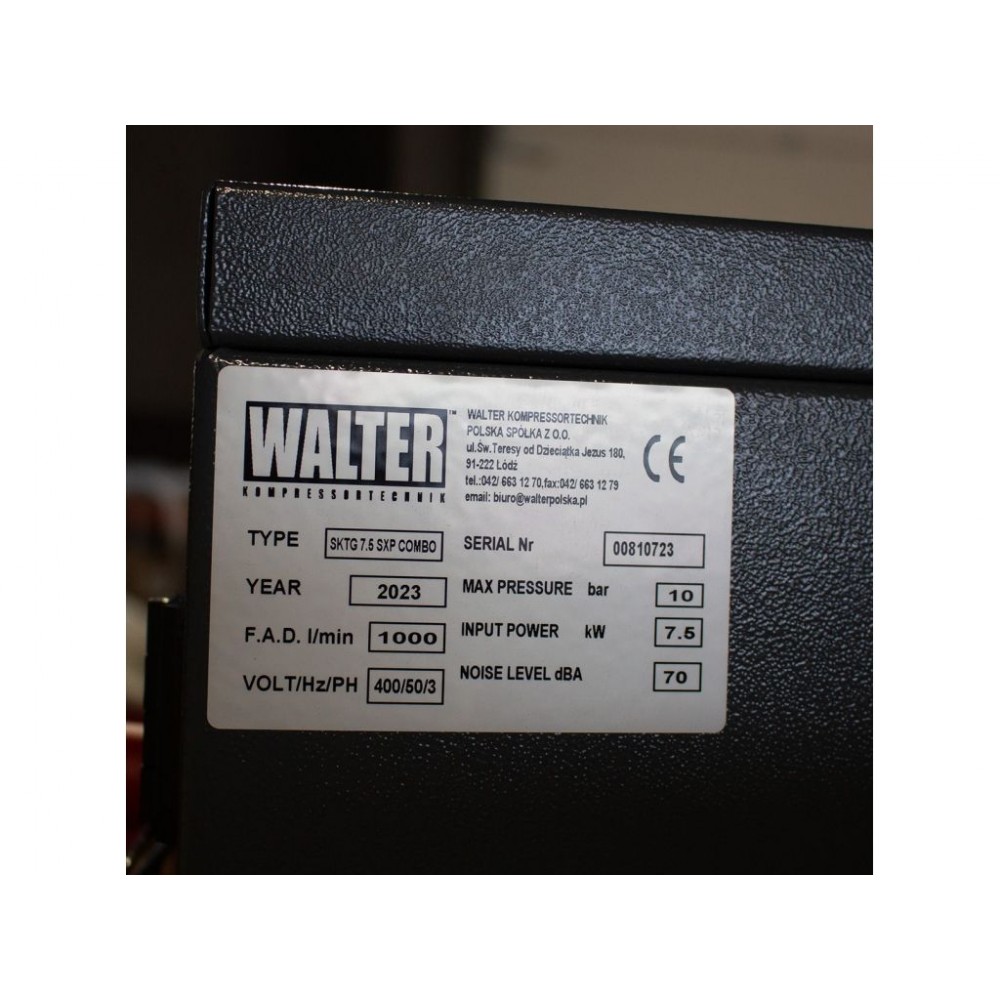 WALTER™
KOMPRESSORTECHNIK
WALTER KOMPRESSORTECHNIK
POLSKA SPÓŁKA Z O.O.
ul.Św.Teresy od Dzieciątka Jezus 180,
91-222 Łódź
tel.:042/ 663 12 70,fax:042/ 663 12 79
email: biuro@walterpolska.pl
CE
TYPE SKTG 7.5 SXP COMBO
SERIAL Nr 00810723
YEAR 2023
MAX PRESSURE bar 10
F.A.D. l/min 1000
INPUT POWER kW 7.5
VOLT/Hz/PH 400/50/3
NOISE LEVEL dBA 70